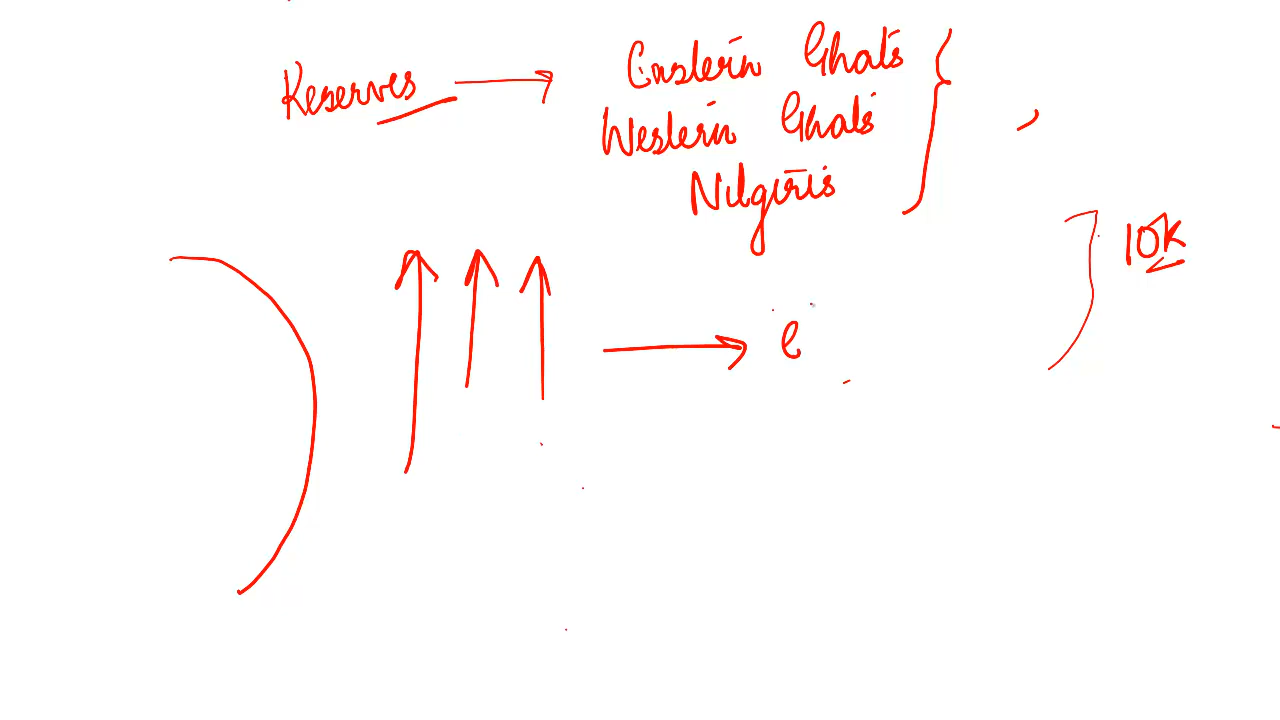 Reserves → Eastern Ghats
Western Ghats
Nilgiris
10K
→ e